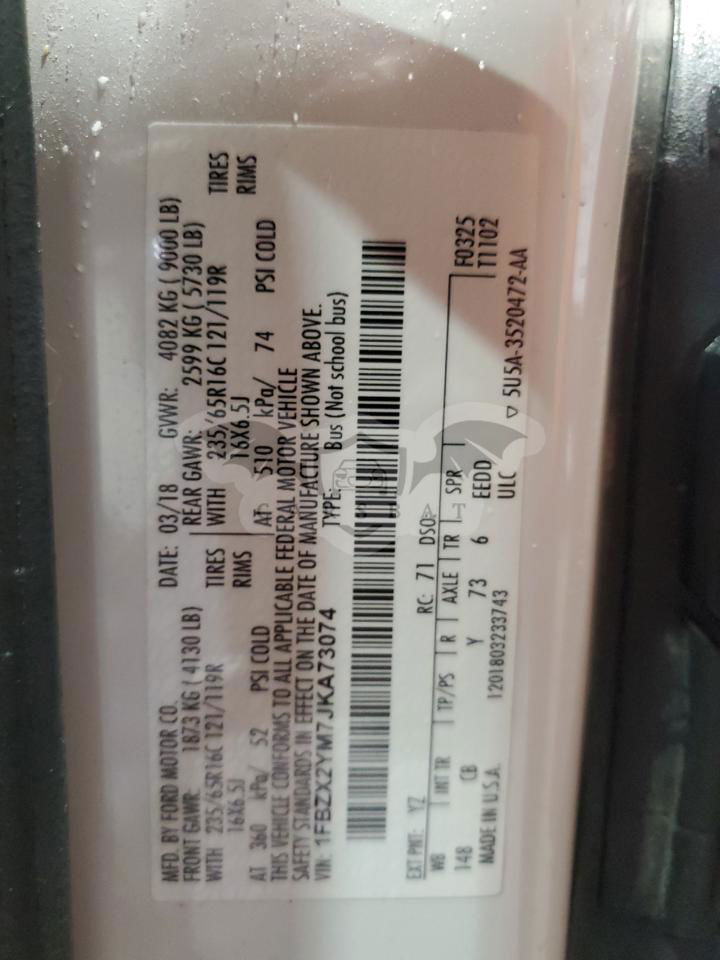 MFD. BY FORD MOTOR CO. DATE: 03/18 GVWR: 4082 KG ( 9000 LB)
FRONT GAWR: 1873 KG ( 4130 LB) REAR GAWR: 2599 KG ( 5730 LB)
WITH 235/65R16C 121/119R TIRES WITH 235/65R16C 121/119R TIRES
16X6.5J RIMS 16X6.5J RIMS
AT 360 kPa/ 52 PSI COLD AT 510 kPa/ 74 PSI COLD
THIS VEHICLE CONFORMS TO ALL APPLICABLE FEDERAL MOTOR VEHICLE
SAFETY STANDARDS IN EFFECT ON THE DATE OF MANUFACTURE SHOWN ABOVE.
VIN: 1FBZX2YM7JKA73074 TYPE: Bus (Not school bus)
EXT PNT: YZ RC: 71 DSO:
WB INT TR TP/PS R AXLE TR SPR F0325
148 CB Y 73 6 EEDD T1102
MADE IN U.S.A. 1201803233743 ULC 5U5A-3520472-AA